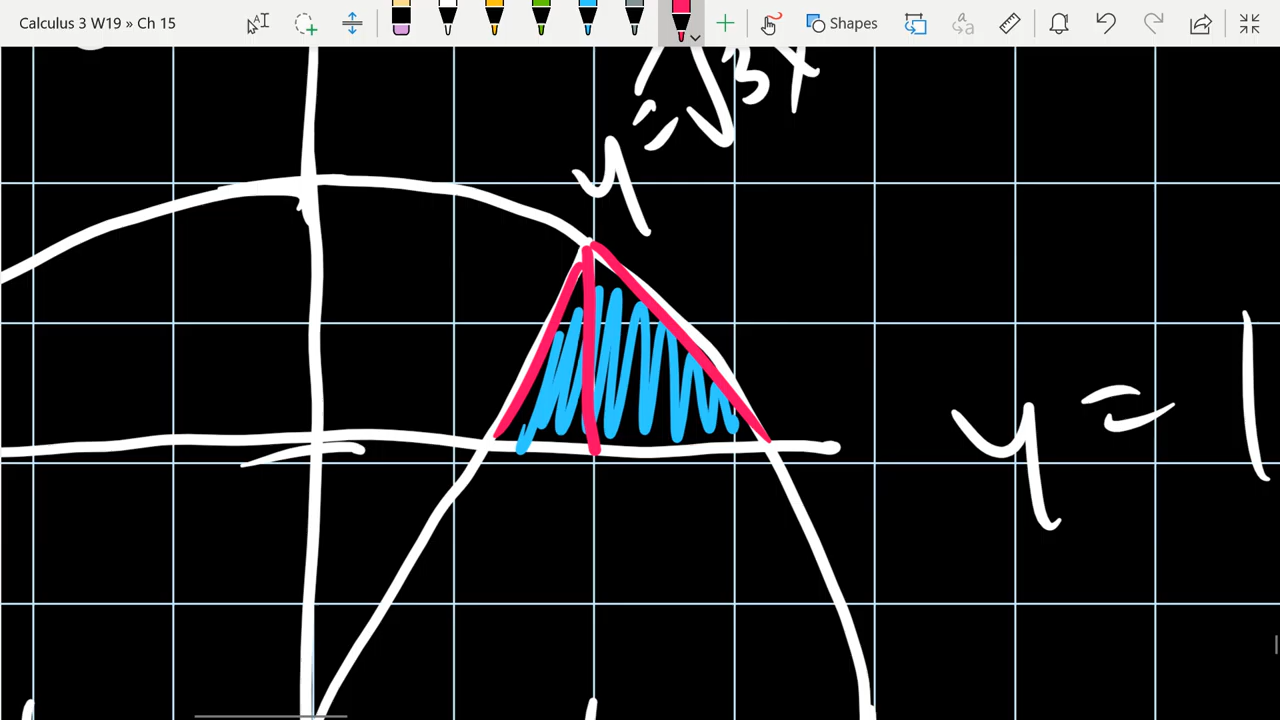 Calculus 3 W19 » Ch 15
Shapes
y = √3x
y = 1